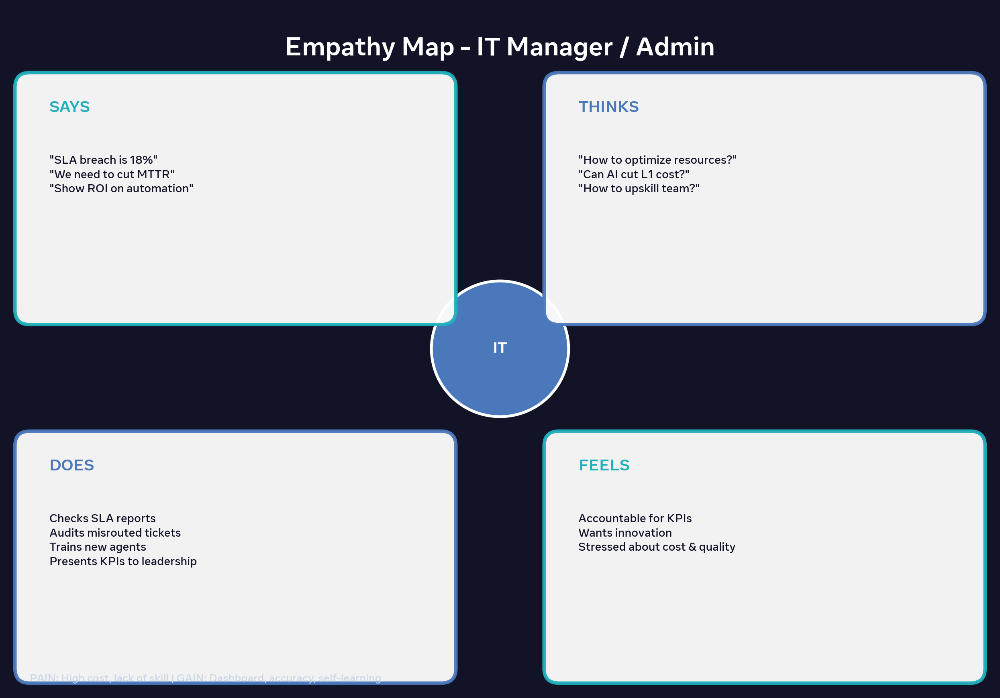 Empathy Map - IT Manager / Admin
SAYS
"SLA breach is 18%"
"We need to cut MTTR"
"Show ROI on automation"
THINKS
"How to optimize resources?"
"Can AI cut L1 cost?"
"How to upskill team?"
IT
DOES
Checks SLA reports
Audits misrouted tickets
Trains new agents
Presents KPIs to leadership
FEELS
Accountable for KPIs
Wants innovation
Stressed about cost & quality
PAIN: High cost, lack of skill | GAIN: Dashboard, accuracy, self-learning